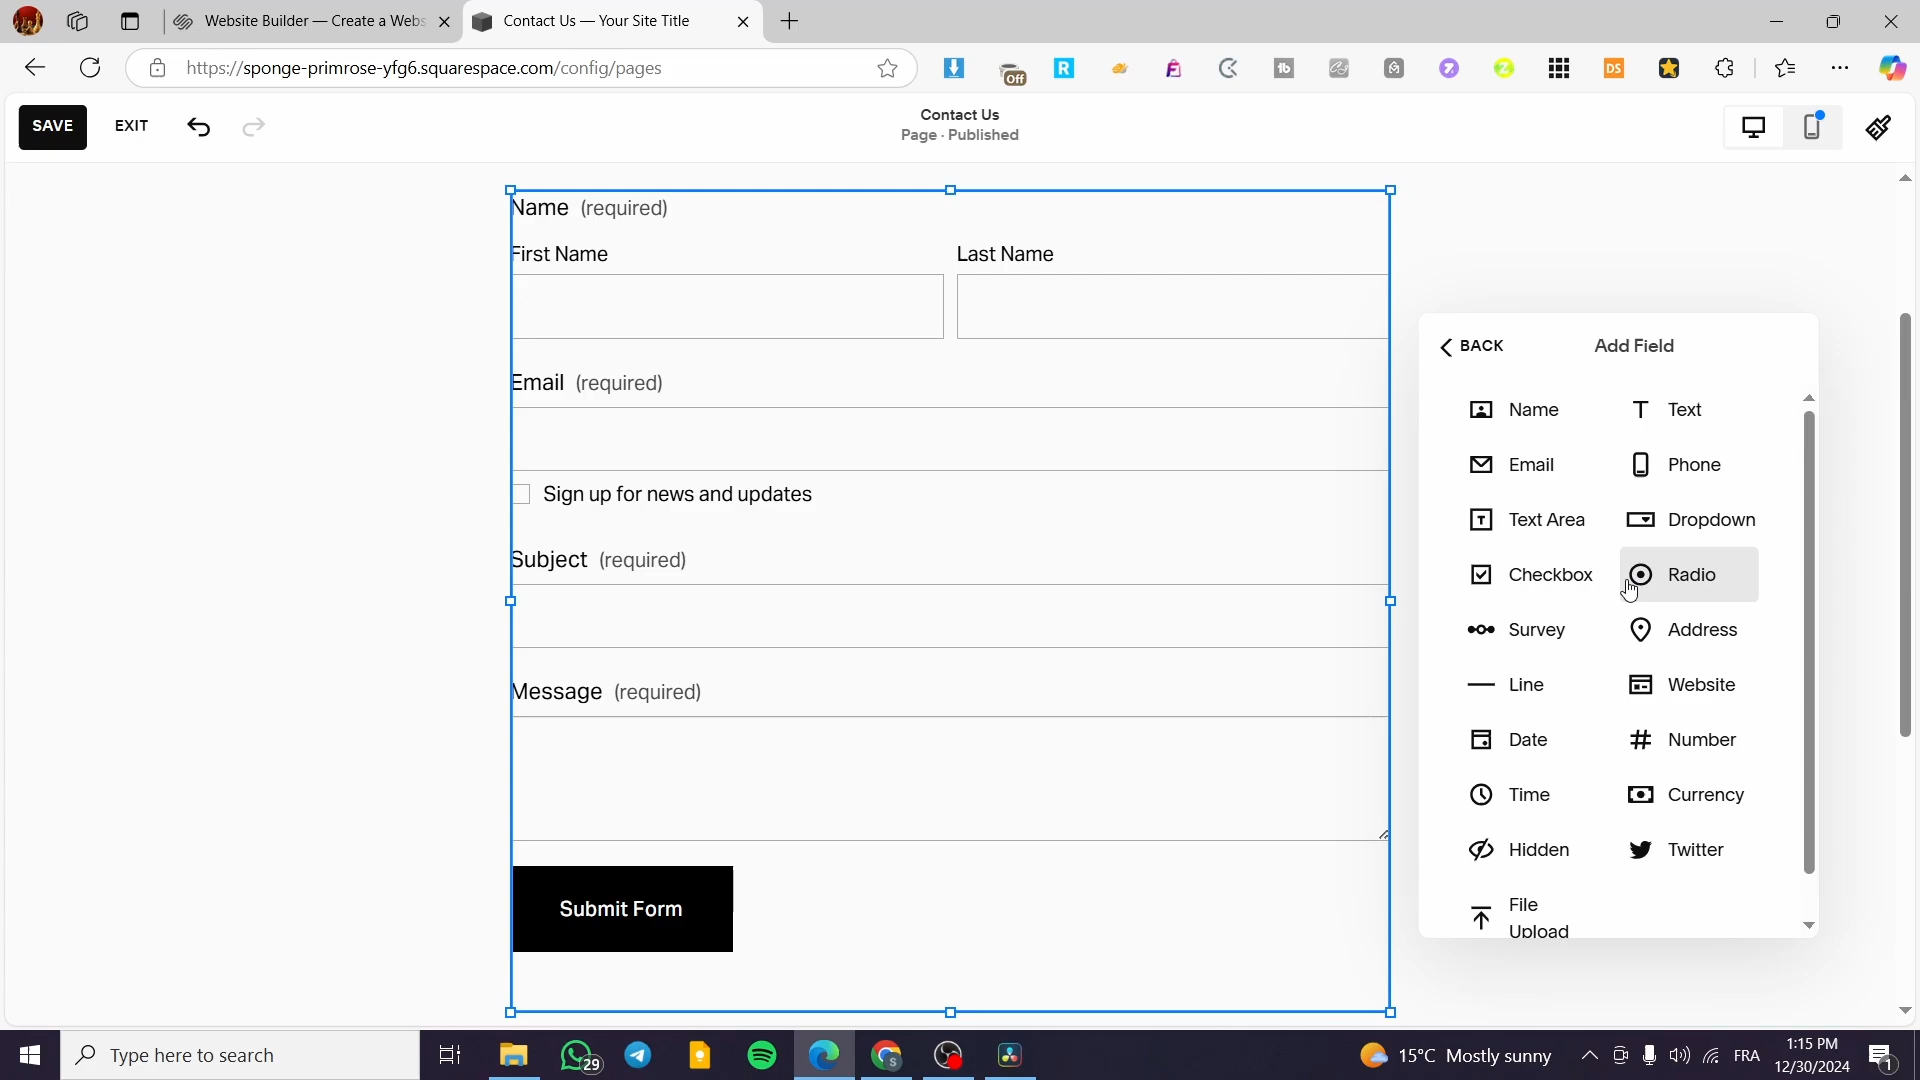 Website Builder — Create a Webs
Contact Us — Your Site Title
https://sponge-primrose-yfg6.squarespace.com/config/pages
Off
R
tb
DS
SAVE
EXIT
Contact Us
Page · Published
Name (required)
First Name
Last Name
Email (required)
Sign up for news and updates
Subject (required)
Message (required)
Submit Form
BACK
Add Field
Name
Text
Email
Phone
Text Area
Dropdown
Checkbox
Radio
Survey
Address
Line
Website
Date
Number
Time
Currency
Hidden
Twitter
File
Upload
Type here to search
29
15°C Mostly sunny
FRA
1:15 PM
12/30/2024
1